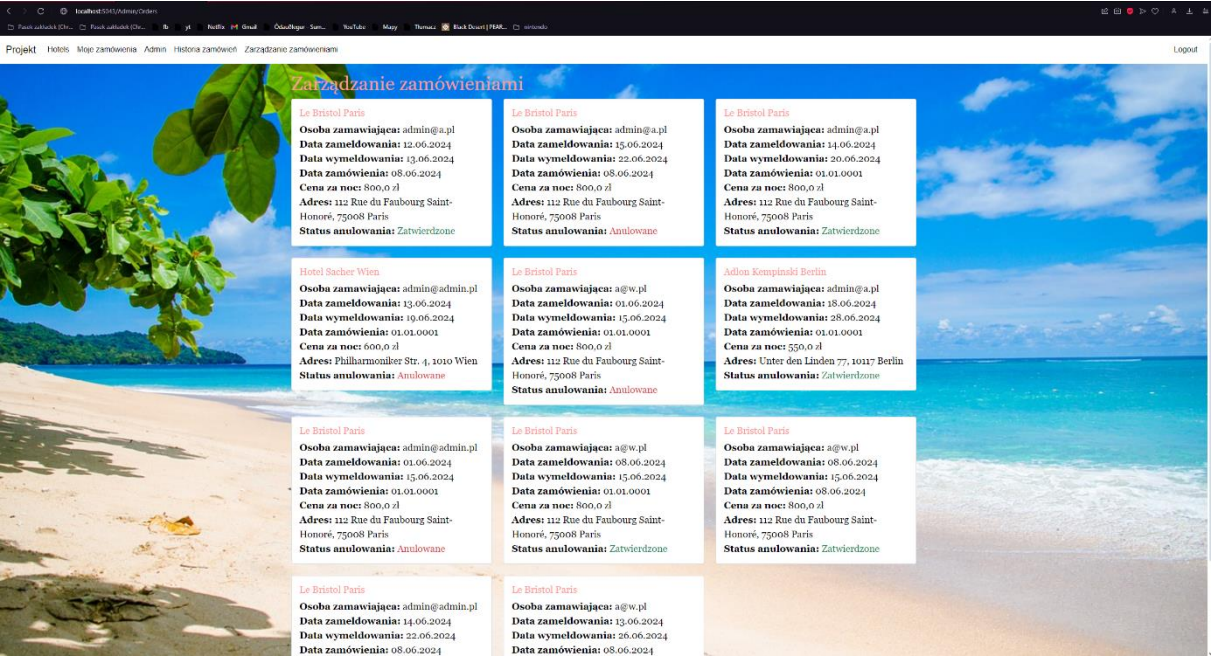 localhost:5045/Admin/Orders
Pasek zakładek (Chr... Pasek zakładek (Chr... fb yt Netflix Gmail YouTube Mapy Tłumacz Black Desert | PEAR... nintendo
Projekt Hotels Moje zamówienia Admin Historia zamówień Zarządzanie zamówieniami Logout
Zarządzanie zamówieniami
Le Bristol Paris
Osoba zamawiająca: admin@a.pl
Data zameldowania: 12.06.2024
Data wymeldowania: 13.06.2024
Data zamówienia: 08.06.2024
Cena za noc: 800,0 zł
Adres: 112 Rue du Faubourg Saint-
Honoré, 75008 Paris
Status anulowania: Zatwierdzone
Le Bristol Paris
Osoba zamawiająca: admin@a.pl
Data zameldowania: 15.06.2024
Data wymeldowania: 22.06.2024
Data zamówienia: 08.06.2024
Cena za noc: 800,0 zł
Adres: 112 Rue du Faubourg Saint-
Honoré, 75008 Paris
Status anulowania: Anulowane
Le Bristol Paris
Osoba zamawiająca: admin@a.pl
Data zameldowania: 14.06.2024
Data wymeldowania: 20.06.2024
Data zamówienia: 01.01.0001
Cena za noc: 800,0 zł
Adres: 112 Rue du Faubourg Saint-
Honoré, 75008 Paris
Status anulowania: Zatwierdzone
Hotel Sacher Wien
Osoba zamawiająca: admin@admin.pl
Data zameldowania: 13.06.2024
Data wymeldowania: 19.06.2024
Data zamówienia: 01.01.0001
Cena za noc: 600,0 zł
Adres: Philharmoniker Str. 4, 1010 Wien
Status anulowania: Anulowane
Le Bristol Paris
Osoba zamawiająca: a@w.pl
Data zameldowania: 01.06.2024
Data wymeldowania: 15.06.2024
Data zamówienia: 01.01.0001
Cena za noc: 800,0 zł
Adres: 112 Rue du Faubourg Saint-
Honoré, 75008 Paris
Status anulowania: Anulowane
Adlon Kempinski Berlin
Osoba zamawiająca: admin@a.pl
Data zameldowania: 18.06.2024
Data wymeldowania: 28.06.2024
Data zamówienia: 01.01.0001
Cena za noc: 550,0 zł
Adres: Unter den Linden 77, 10117 Berlin
Status anulowania: Zatwierdzone
Le Bristol Paris
Osoba zamawiająca: admin@admin.pl
Data zameldowania: 01.06.2024
Data wymeldowania: 15.06.2024
Data zamówienia: 01.01.0001
Cena za noc: 800,0 zł
Adres: 112 Rue du Faubourg Saint-
Honoré, 75008 Paris
Status anulowania: Anulowane
Le Bristol Paris
Osoba zamawiająca: a@w.pl
Data zameldowania: 08.06.2024
Data wymeldowania: 15.06.2024
Data zamówienia: 01.01.0001
Cena za noc: 800,0 zł
Adres: 112 Rue du Faubourg Saint-
Honoré, 75008 Paris
Status anulowania: Zatwierdzone
Le Bristol Paris
Osoba zamawiająca: a@w.pl
Data zameldowania: 08.06.2024
Data wymeldowania: 15.06.2024
Data zamówienia: 08.06.2024
Cena za noc: 800,0 zł
Adres: 112 Rue du Faubourg Saint-
Honoré, 75008 Paris
Status anulowania: Zatwierdzone
Le Bristol Paris
Osoba zamawiająca: admin@admin.pl
Data zameldowania: 14.06.2024
Data wymeldowania: 22.06.2024
Data zamówienia: 08.06.2024
Le Bristol Paris
Osoba zamawiająca: a@w.pl
Data zameldowania: 13.06.2024
Data wymeldowania: 26.06.2024
Data zamówienia: 08.06.2024